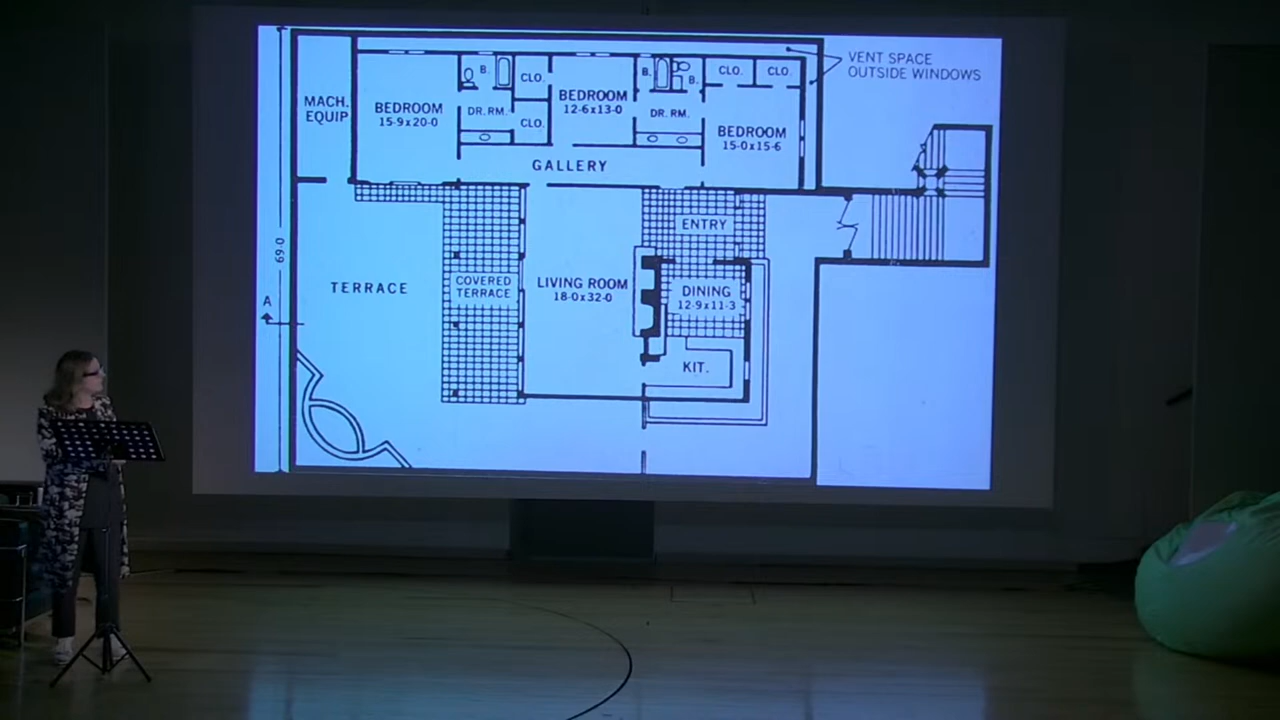 VENT SPACE
OUTSIDE WINDOWS
MACH.
EQUIP
BEDROOM
15-9x20-0
B.
CLO.
DR. RM.
CLO.
BEDROOM
12-6x13-0
B.
B.
DR. RM.
CLO.
CLO.
BEDROOM
15-0x15-6
GALLERY
ENTRY
69-0
TERRACE
COVERED
TERRACE
LIVING ROOM
18-0x32-0
DINING
12-9x11-3
A
KIT.